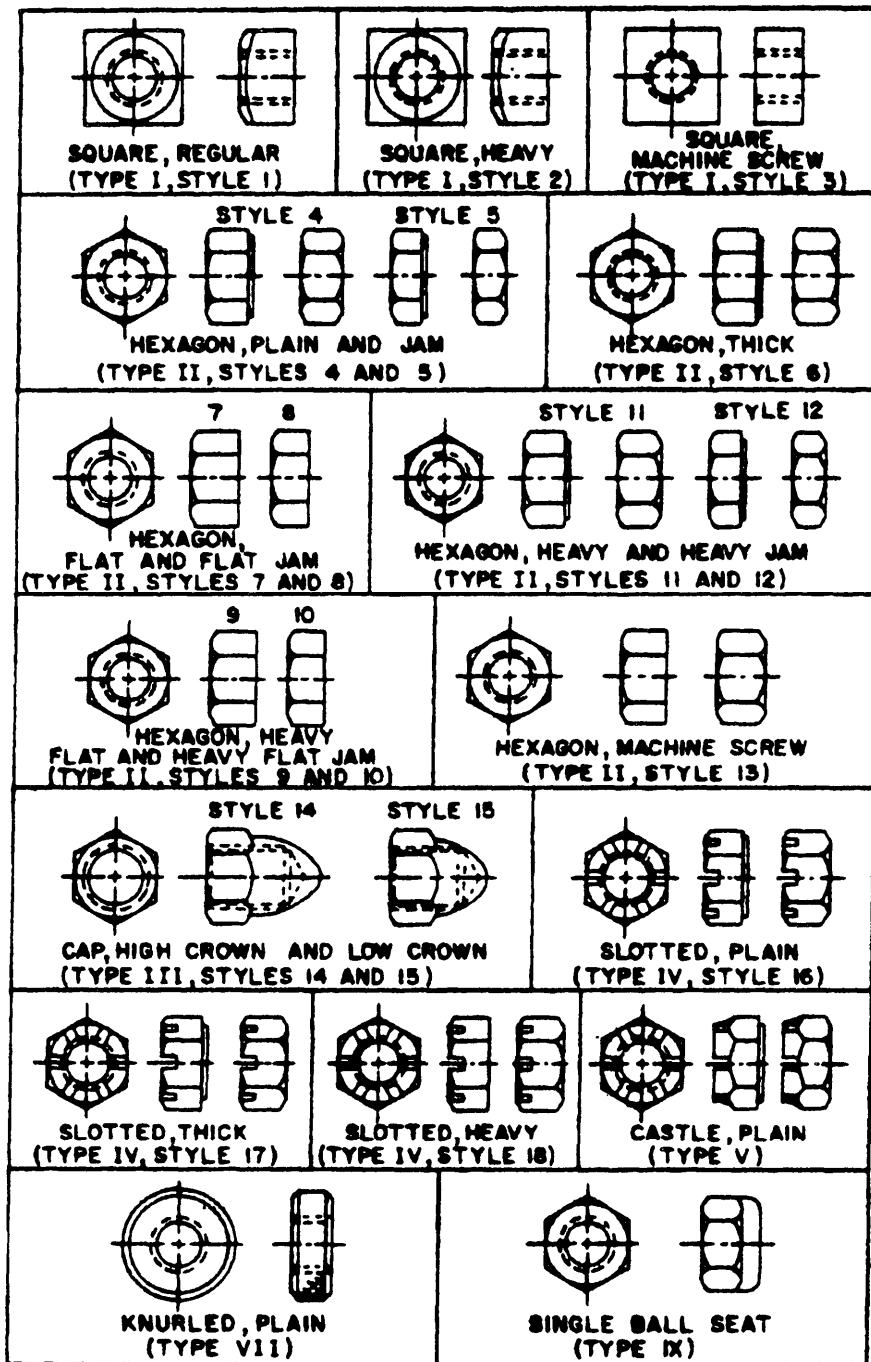 SQUARE, REGULAR
(TYPE I, STYLE 1)
SQUARE, HEAVY
(TYPE I, STYLE 2)
SQUARE,
MACHINE SCREW
(TYPE I, STYLE 3)
STYLE 4 STYLE 5
HEXAGON, PLAIN AND JAM
(TYPE II, STYLES 4 AND 5)
HEXAGON, THICK
(TYPE II, STYLE 6)
7 8
HEXAGON,
FLAT AND FLAT JAM
(TYPE II, STYLES 7 AND 8)
STYLE 11 STYLE 12
HEXAGON, HEAVY AND HEAVY JAM
(TYPE II, STYLES 11 AND 12)
9 10
HEXAGON, HEAVY
FLAT AND HEAVY FLAT JAM
(TYPE II, STYLES 9 AND 10)
HEXAGON, MACHINE SCREW
(TYPE II, STYLE 13)
STYLE 14 STYLE 15
CAP, HIGH CROWN AND LOW CROWN
(TYPE III, STYLES 14 AND 15)
SLOTTED, PLAIN
(TYPE IV, STYLE 16)
SLOTTED, THICK
(TYPE IV, STYLE 17)
SLOTTED, HEAVY
(TYPE IV, STYLE 18)
CASTLE, PLAIN
(TYPE V)
KNURLED, PLAIN
(TYPE VII)
SINGLE BALL SEAT
(TYPE IX)